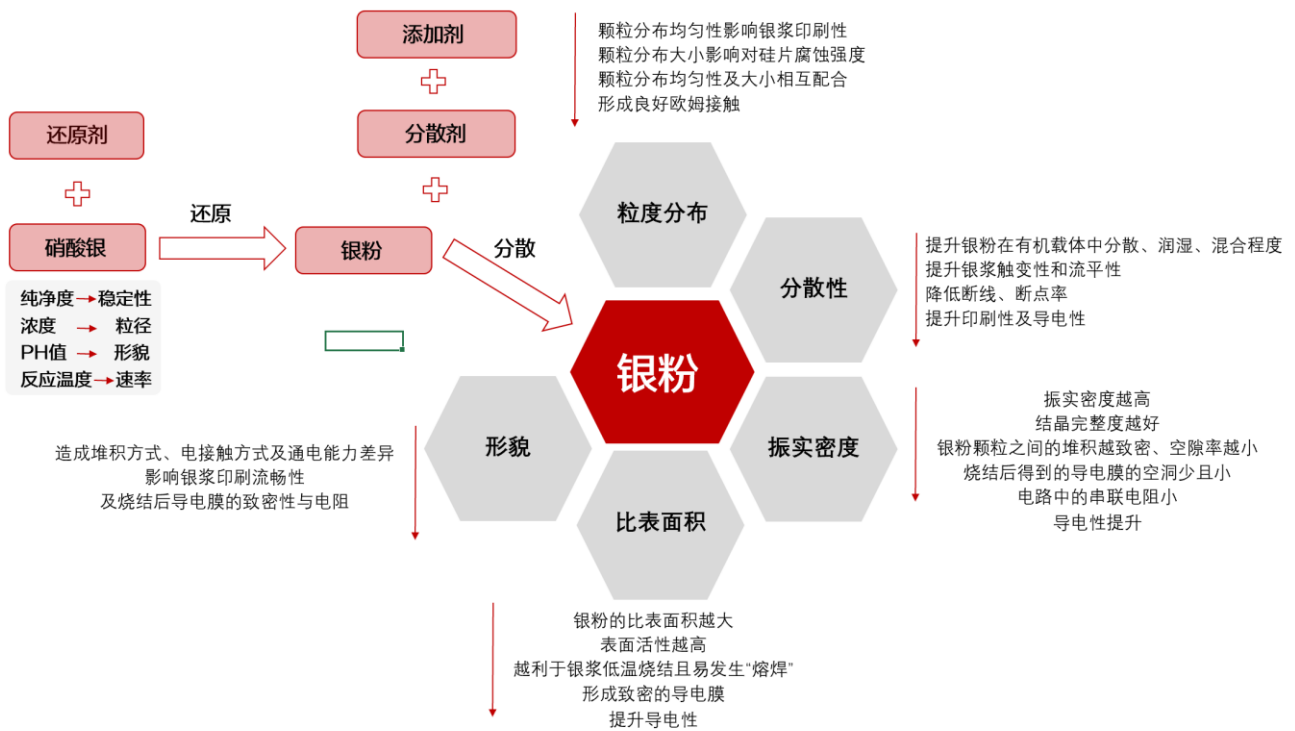 添加剂
分散剂
还原剂
硝酸银
还原
银粉
分散
纯净度→稳定性
浓度→粒径
PH值→形貌
反应温度→速率
颗粒分布均匀性影响银浆印刷性
颗粒分布大小影响对硅片腐蚀强度
颗粒分布均匀性及大小相互配合
形成良好欧姆接触
粒度分布
分散性
提升银粉在有机载体中分散、润湿、混合程度
提升银浆触变性和流平性
降低断线、断点率
提升印刷性及导电性
银粉
振实密度
振实密度越高
结晶完整度越好
银粉颗粒之间的堆积越致密、空隙率越小
烧结后得到的导电膜的空洞少且小
电路中的串联电阻小
导电性提升
形貌
造成堆积方式、电接触方式及通电能力差异
影响银浆印刷流畅性
及烧结后导电膜的致密性与电阻
比表面积
银粉的比表面积越大
表面活性越高
越利于银浆低温烧结且易发生“熔焊”
形成致密的导电膜
提升导电性